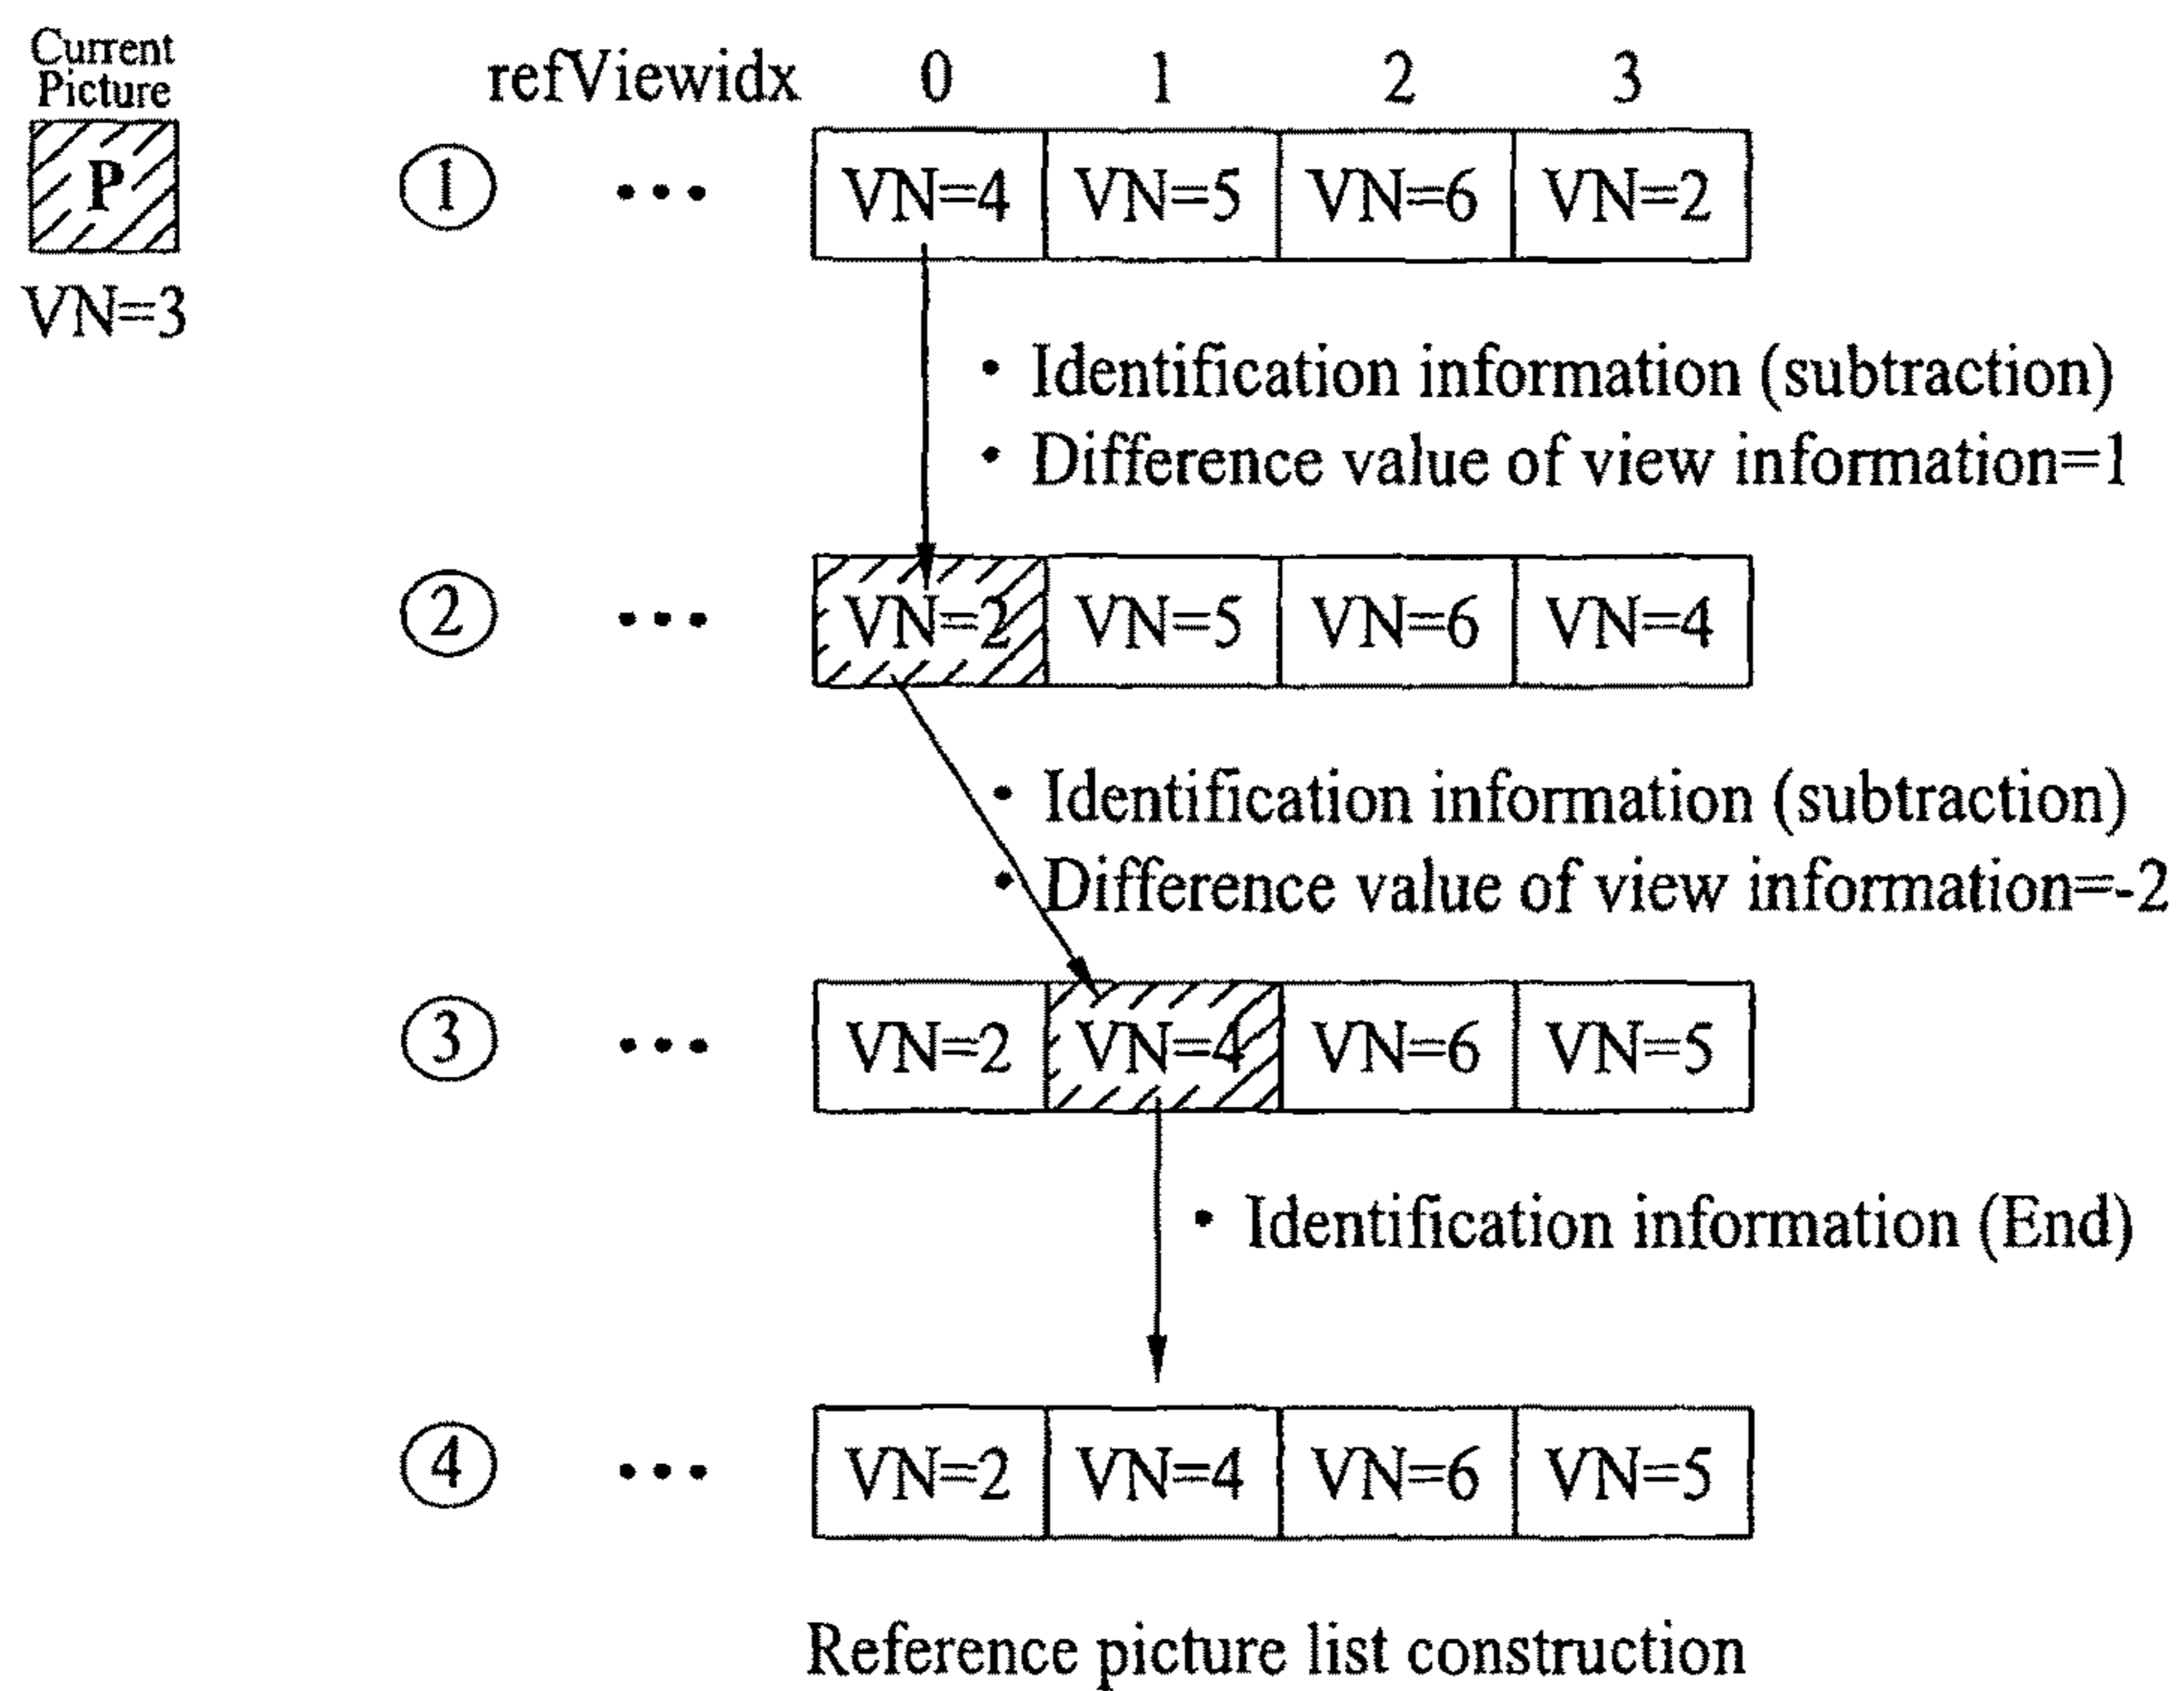 Current
Picture
P
VN=3
refViewidx 0 1 2 3
① ••• VN=4 VN=5 VN=6 VN=2
• Identification information (subtraction)
• Difference value of view information=1
② ••• VN=2 VN=5 VN=6 VN=4
• Identification information (subtraction)
• Difference value of view information=-2
③ ••• VN=2 VN=4 VN=6 VN=5
• Identification information (End)
④ ••• VN=2 VN=4 VN=6 VN=5
Reference picture list construction